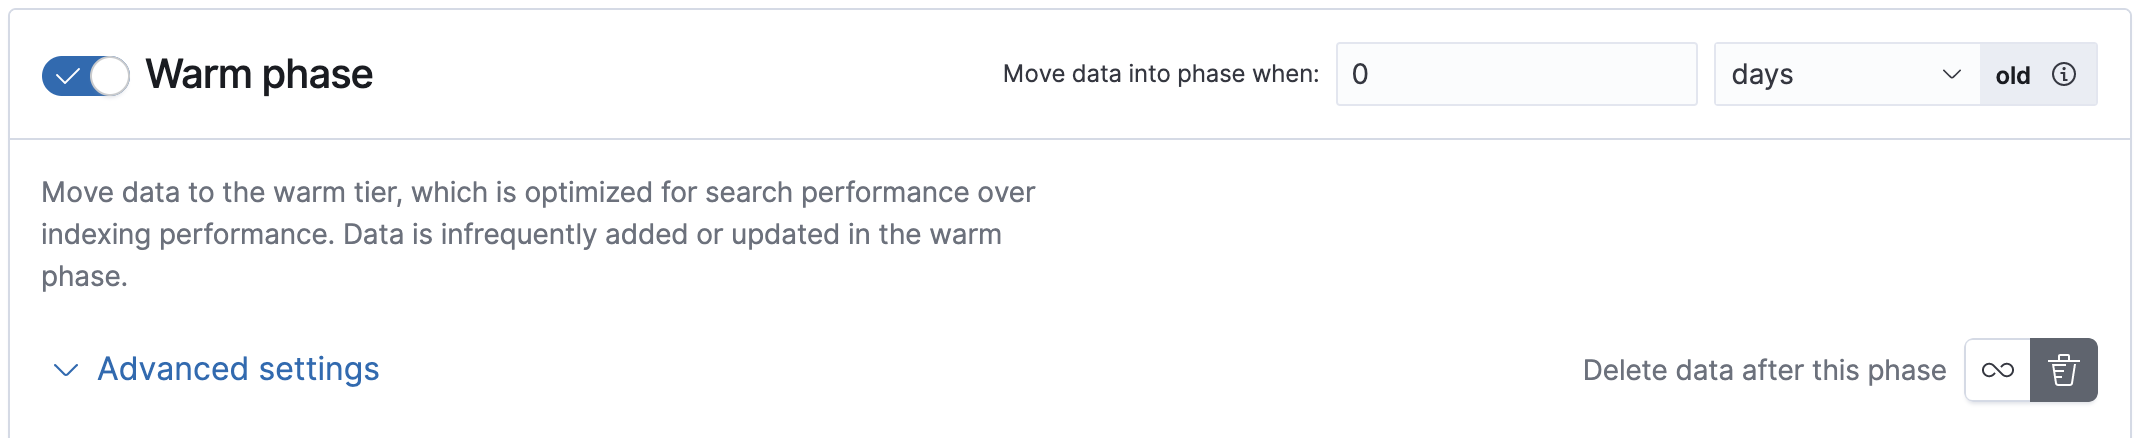 Warm phase
Move data into phase when: 0 days old
Move data to the warm tier, which is optimized for search performance over
indexing performance. Data is infrequently added or updated in the warm
phase.
Advanced settings
Delete data after this phase